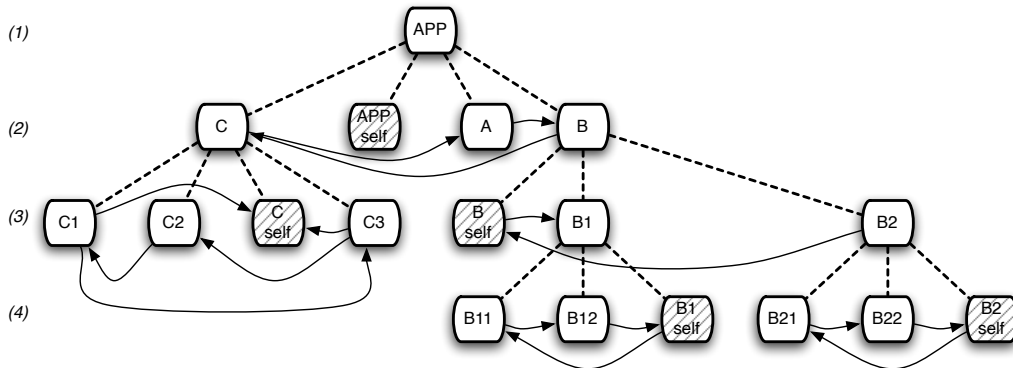 (1)
APP
(2)
C
APP
self
A
B
(3)
C1
C2
C
self
C3
B
self
B1
B2
(4)
B11
B12
B1
self
B21
B22
B2
self